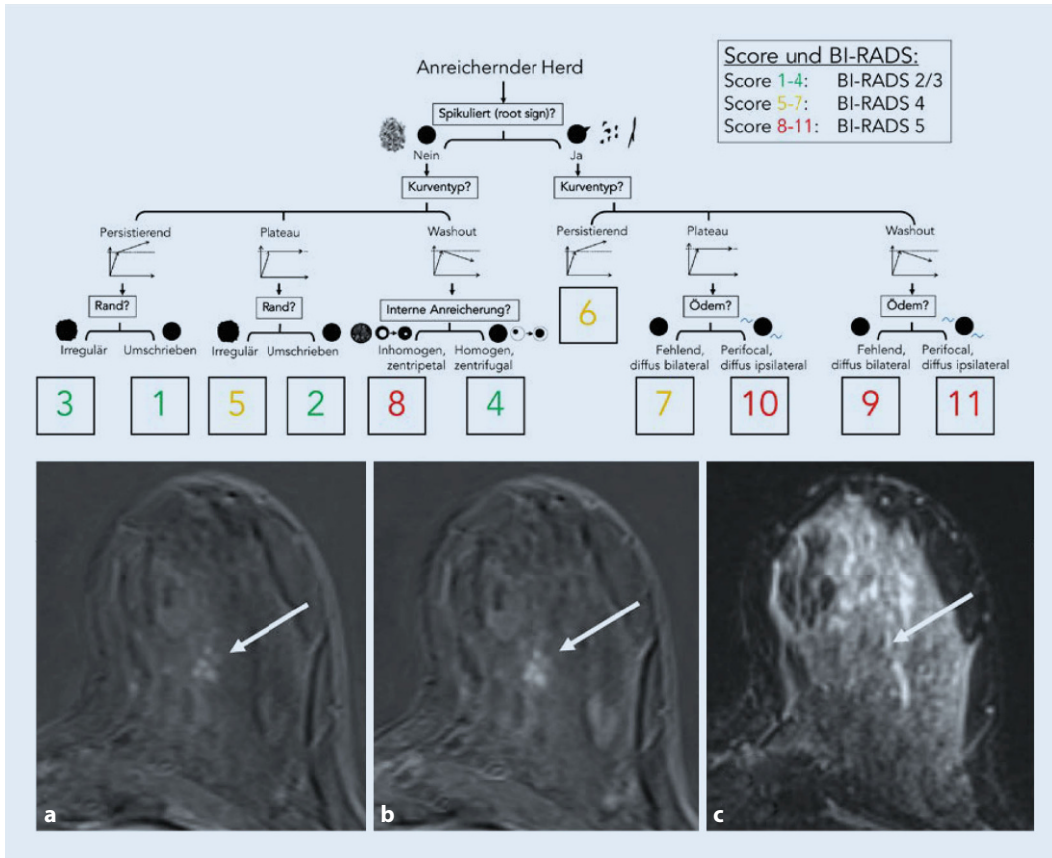 Score und BI-RADS:
Score 1-4: BI-RADS 2/3
Score 5-7: BI-RADS 4
Score 8-11: BI-RADS 5
Anreichernder Herd
Spikuliert (root sign)?
Nein
Ja
Kurventyp?
Kurventyp?
Persistierend
Plateau
Washout
Persistierend
Plateau
Washout
Rand?
Rand?
Interne Anreicherung?
Ödem?
Ödem?
Irregulär
Umschrieben
Irregulär
Umschrieben
Inhomogen,
zentripetal
Homogen,
zentrifugal
Fehlend,
diffus bilateral
Perifocal,
diffus ipsilateral
Fehlend,
diffus bilateral
Perifocal,
diffus ipsilateral
3
1
5
2
8
4
6
7
10
9
11
a
b
c